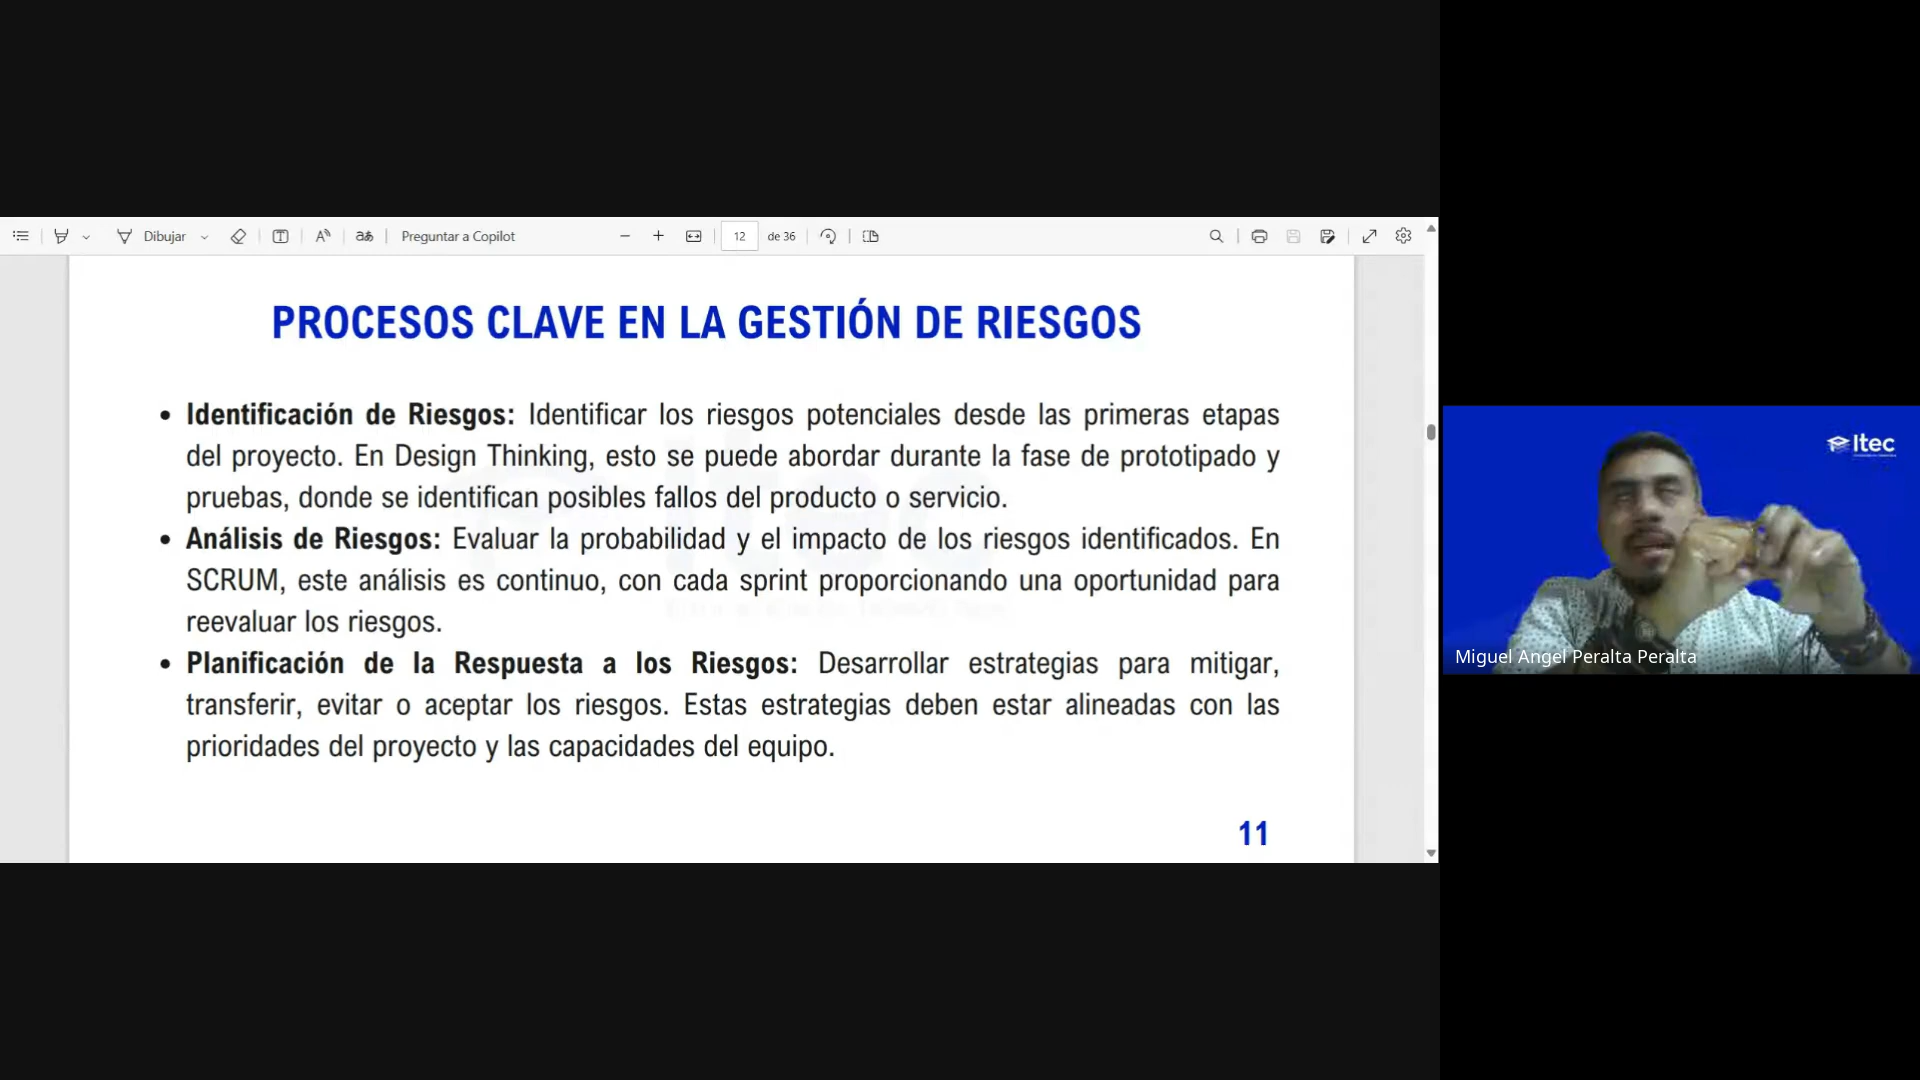 Dibujar
Preguntar a Copilot
12 de 36
PROCESOS CLAVE EN LA GESTIÓN DE RIESGOS
• Identificación de Riesgos: Identificar los riesgos potenciales desde las primeras etapas
del proyecto. En Design Thinking, esto se puede abordar durante la fase de prototipado y
pruebas, donde se identifican posibles fallos del producto o servicio.
• Análisis de Riesgos: Evaluar la probabilidad y el impacto de los riesgos identificados. En
SCRUM, este análisis es continuo, con cada sprint proporcionando una oportunidad para
reevaluar los riesgos.
• Planificación de la Respuesta a los Riesgos: Desarrollar estrategias para mitigar,
transferir, evitar o aceptar los riesgos. Estas estrategias deben estar alineadas con las
prioridades del proyecto y las capacidades del equipo.
11
Itec
Miguel Angel Peralta Peralta